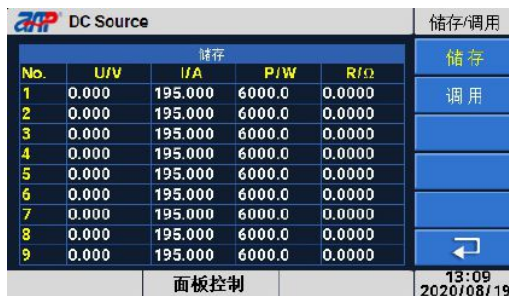 ZAP DC Source
储存/调用
储存
No. U/V I/A P/W R/Ω
1 0.000 195.000 6000.0 0.0000
2 0.000 195.000 6000.0 0.0000
3 0.000 195.000 6000.0 0.0000
4 0.000 195.000 6000.0 0.0000
5 0.000 195.000 6000.0 0.0000
6 0.000 195.000 6000.0 0.0000
7 0.000 195.000 6000.0 0.0000
8 0.000 195.000 6000.0 0.0000
9 0.000 195.000 6000.0 0.0000
储存
调用
面板控制
13:09
2020/08/19